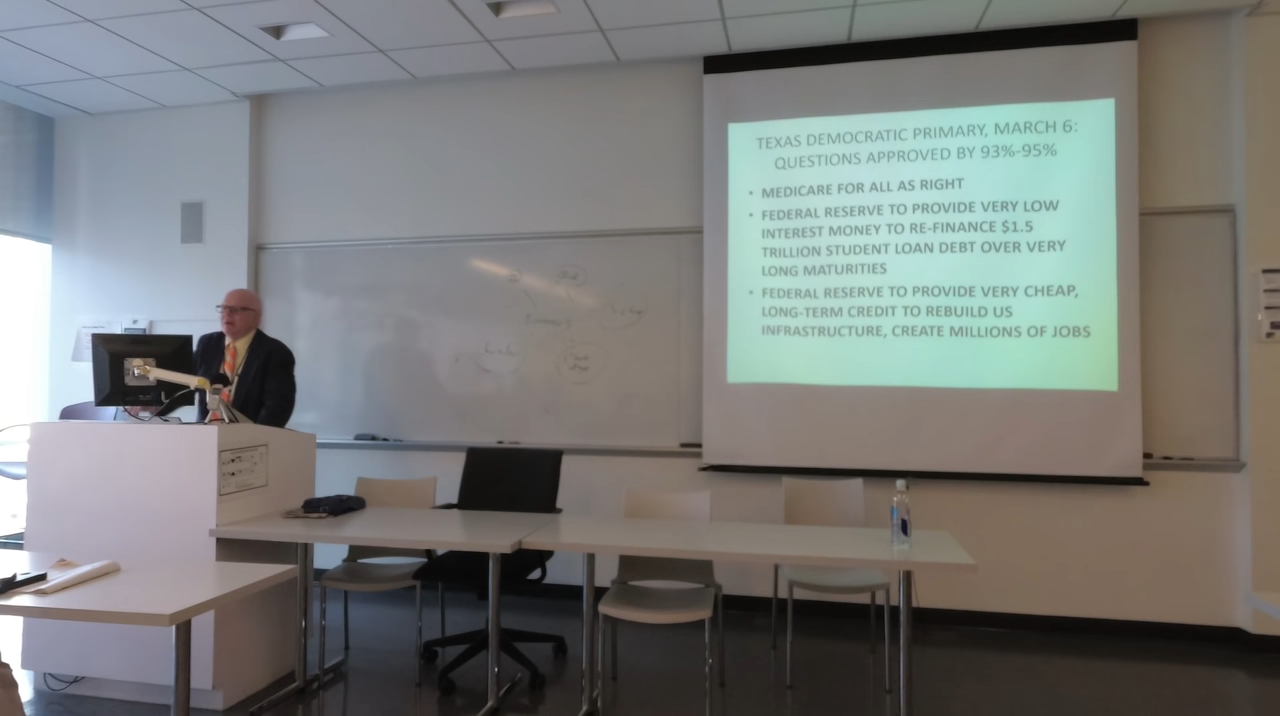 TEXAS DEMOCRATIC PRIMARY, MARCH 6:
QUESTIONS APPROVED BY 93%-95%
• MEDICARE FOR ALL AS RIGHT
• FEDERAL RESERVE TO PROVIDE VERY LOW
INTEREST MONEY TO RE-FINANCE $1.5
TRILLION STUDENT LOAN DEBT OVER VERY
LONG MATURITIES
• FEDERAL RESERVE TO PROVIDE VERY CHEAP,
LONG-TERM CREDIT TO REBUILD US
INFRASTRUCTURE, CREATE MILLIONS OF JOBS